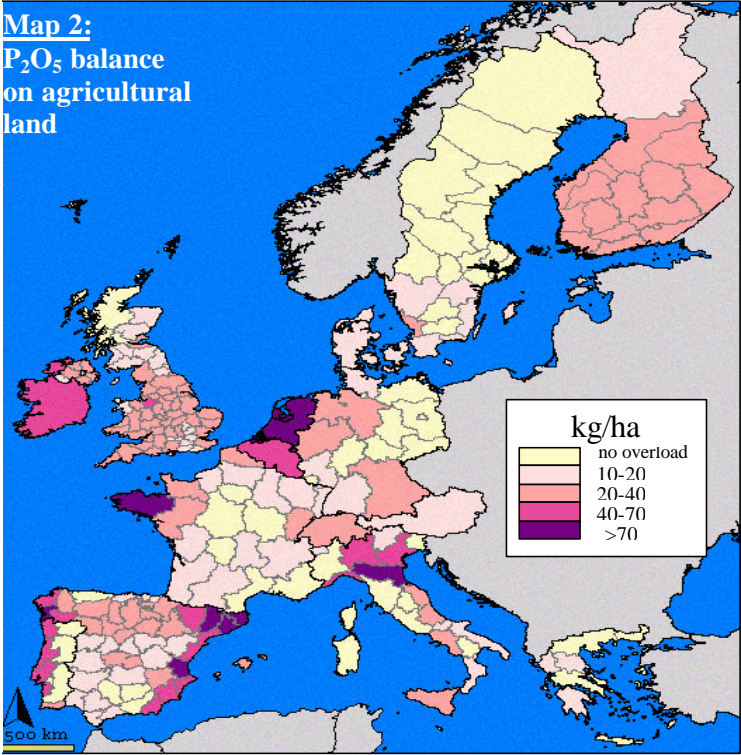 Map 2:
P₂O₅ balance
on agricultural
land
kg/ha
no overload
10-20
20-40
40-70
>70
500 km